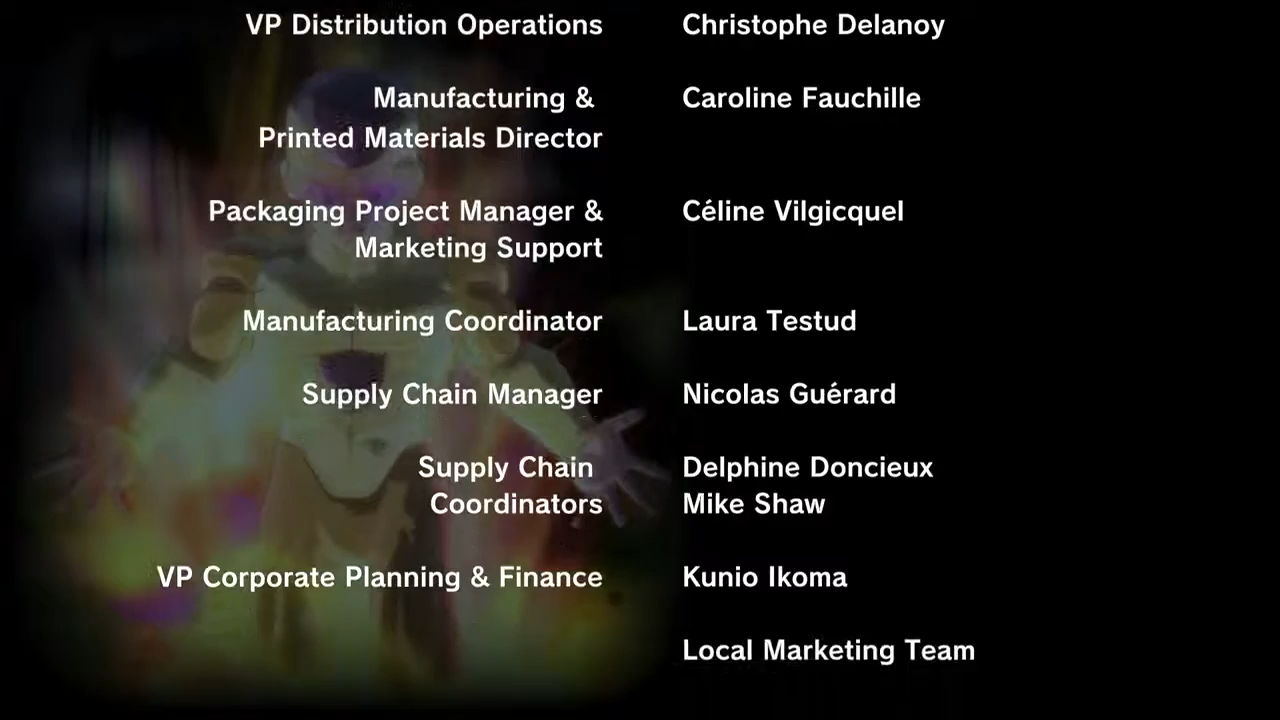 VP Distribution Operations Christophe Delanoy
Manufacturing & Caroline Fauchille
Printed Materials Director
Packaging Project Manager & Céline Vilgicquel
Marketing Support
Manufacturing Coordinator Laura Testud
Supply Chain Manager Nicolas Guérard
Supply Chain Delphine Doncieux
Coordinators Mike Shaw
VP Corporate Planning & Finance Kunio Ikoma
Local Marketing Team